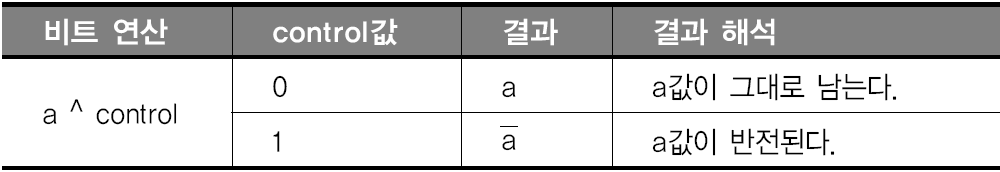 비트 연산 control값 결과 결과 해석
a ^ control 0 a a값이 그대로 남는다.
1 a̅ a값이 반전된다.